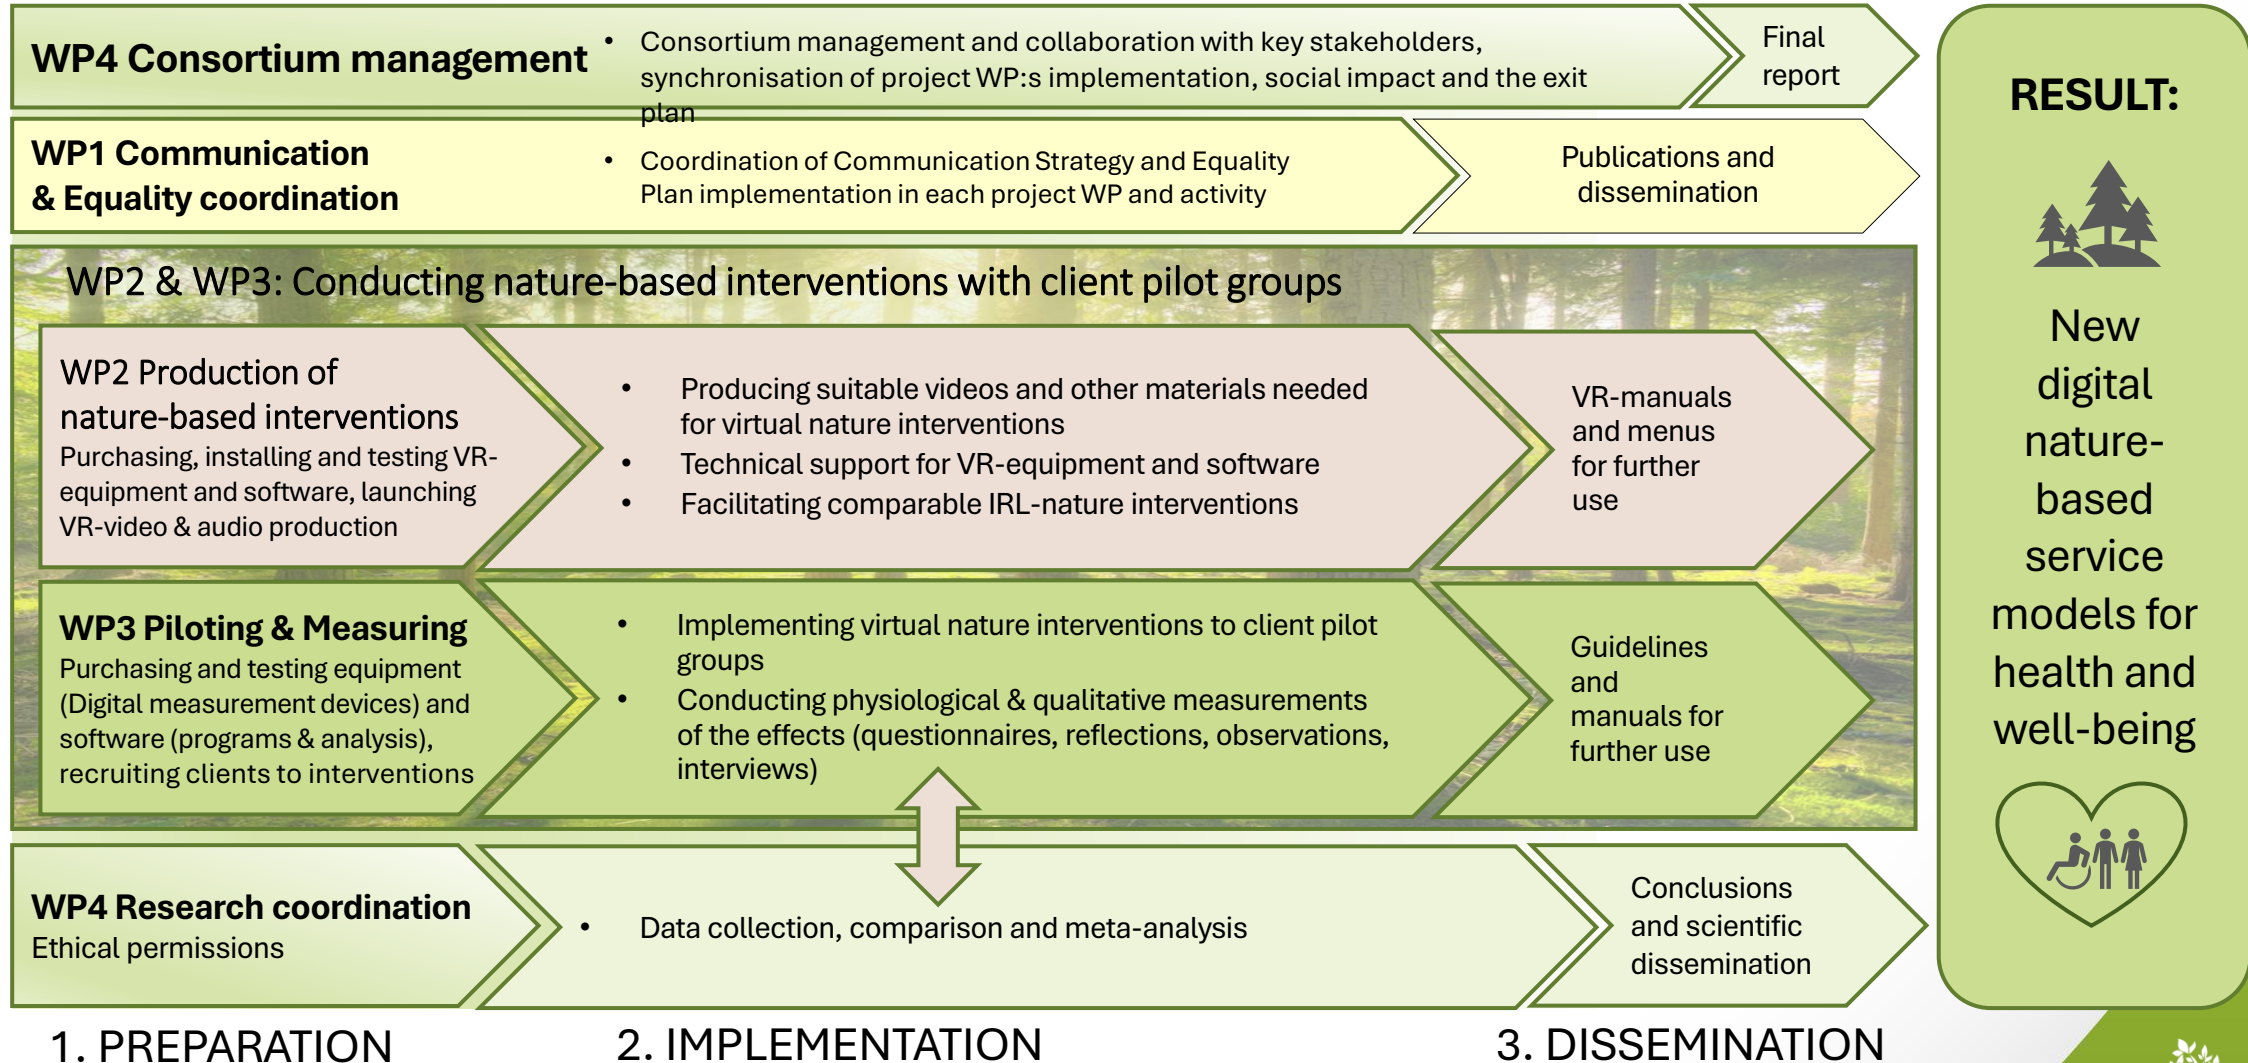 WP4 Consortium management
• Consortium management and collaboration with key stakeholders,
synchronisation of project WP:s implementation, social impact and the exit
plan
Final
report
WP1 Communication
& Equality coordination
• Coordination of Communication Strategy and Equality
Plan implementation in each project WP and activity
Publications and
dissemination
WP2 & WP3: Conducting nature-based interventions with client pilot groups
WP2 Production of
nature-based interventions
Purchasing, installing and testing VR-
equipment and software, launching
VR-video & audio production
• Producing suitable videos and other materials needed
for virtual nature interventions
• Technical support for VR-equipment and software
• Facilitating comparable IRL-nature interventions
VR-manuals
and menus
for further
use
WP3 Piloting & Measuring
Purchasing and testing equipment
(Digital measurement devices) and
software (programs & analysis),
recruiting clients to interventions
• Implementing virtual nature interventions to client pilot
groups
• Conducting physiological & qualitative measurements
of the effects (questionnaires, reflections, observations,
interviews)
Guidelines
and
manuals for
further use
WP4 Research coordination
Ethical permissions
• Data collection, comparison and meta-analysis
Conclusions
and scientific
dissemination
1. PREPARATION
2. IMPLEMENTATION
3. DISSEMINATION
RESULT:
New
digital
nature-
based
service
models for
health and
well-being